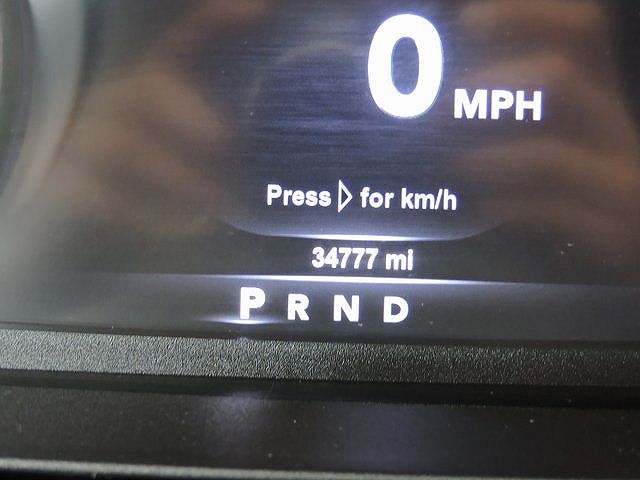 0 MPH
Press ▷ for km/h
34777 mi
P R N D